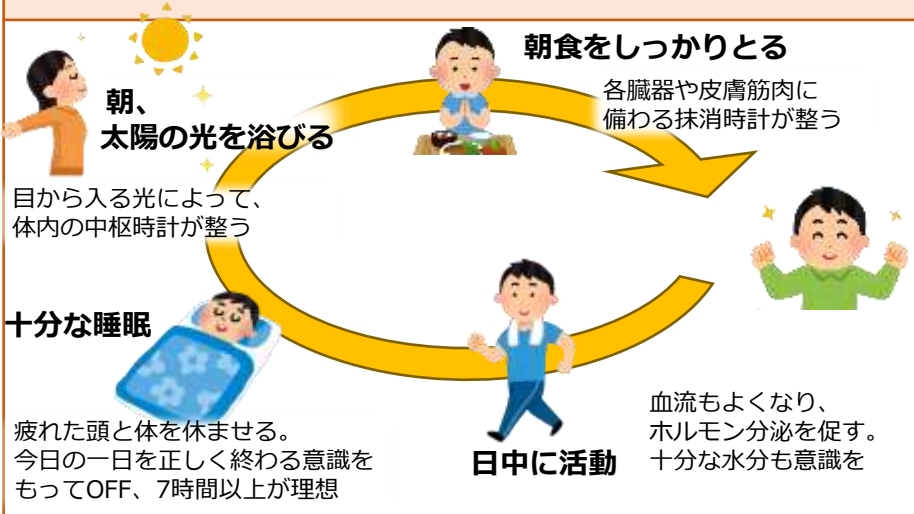 朝、
太陽の光を浴びる
目から入る光によって、
体内の中枢時計が整う
朝食をしっかりとる
各臓器や皮膚筋肉に
備わる抹消時計が整う
日中に活動
血流もよくなり、
ホルモン分泌を促す。
十分な水分も意識を
十分な睡眠
疲れた頭と体を休ませる。
今日の一日を正しく終わる意識を
もってOFF、7時間以上が理想